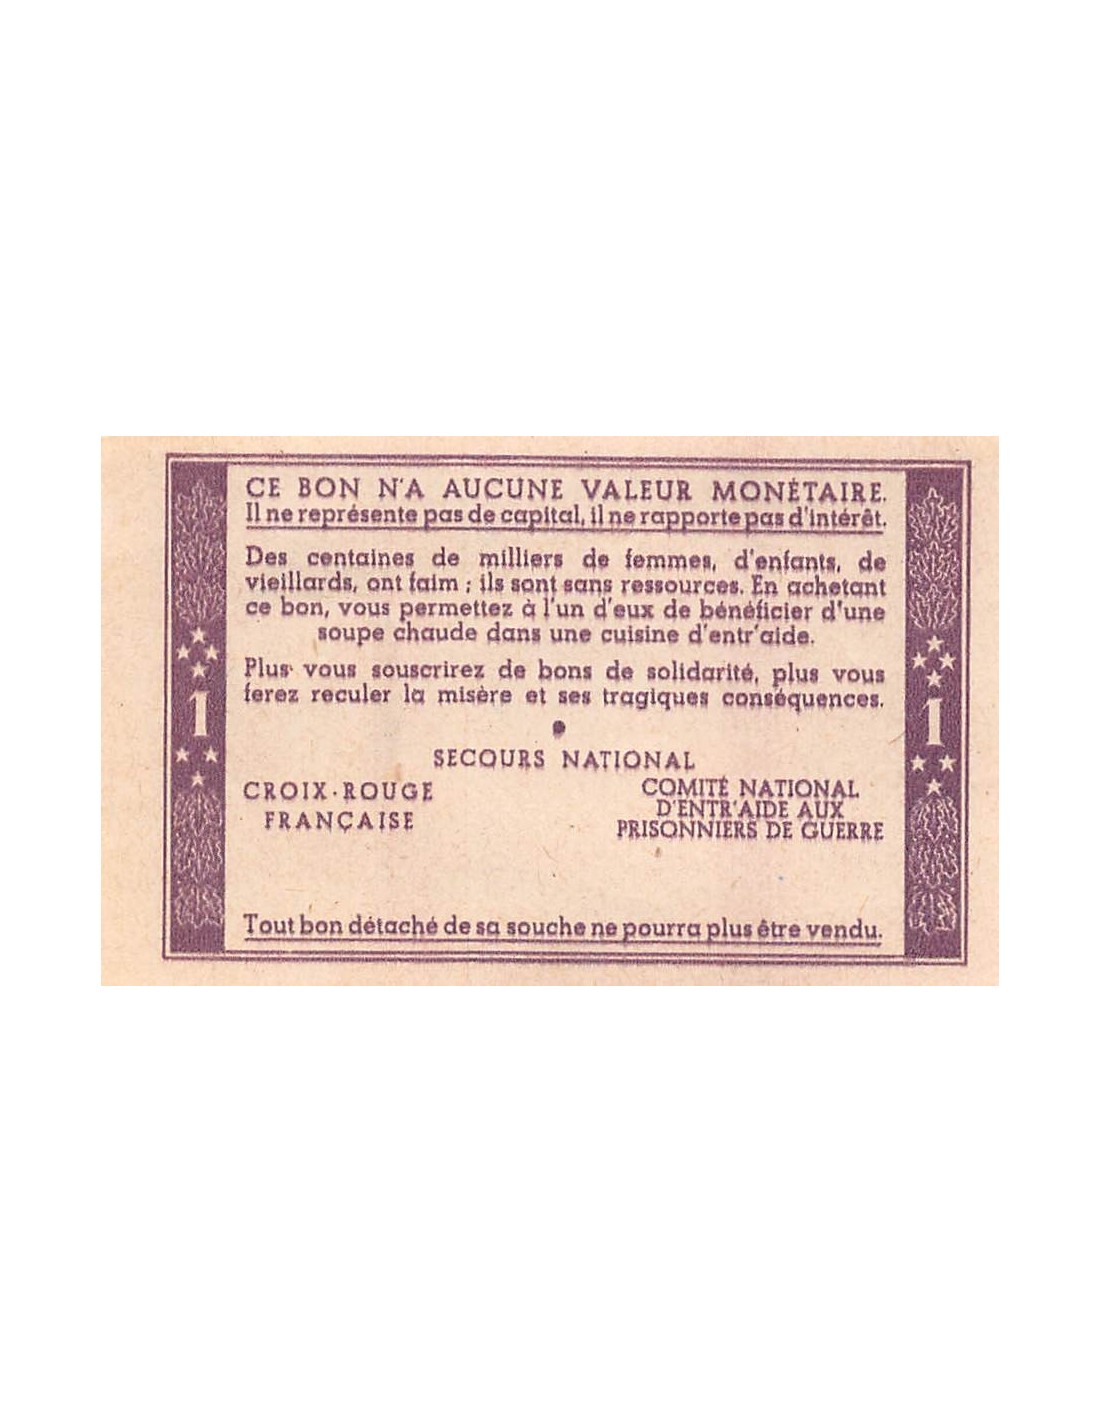 CE BON N'A AUCUNE VALEUR MONÉTAIRE.
Il ne représente pas de capital, il ne rapporte pas d'intérêt.
Des centaines de milliers de femmes, d'enfants, de
vieillards, ont faim ; ils sont sans ressources. En achetant
ce bon, vous permettez à l'un d'eux de bénéficier d'une
soupe chaude dans une cuisine d'entr'aide.
Plus vous souscrirez de bons de solidarité, plus vous
ferez reculer la misère et ses tragiques conséquences.
1
1
SECOURS NATIONAL
CROIX-ROUGE
FRANÇAISE
COMITÉ NATIONAL
D'ENTR'AIDE AUX
PRISONNIERS DE GUERRE
Tout bon détaché de sa souche ne pourra plus être vendu.